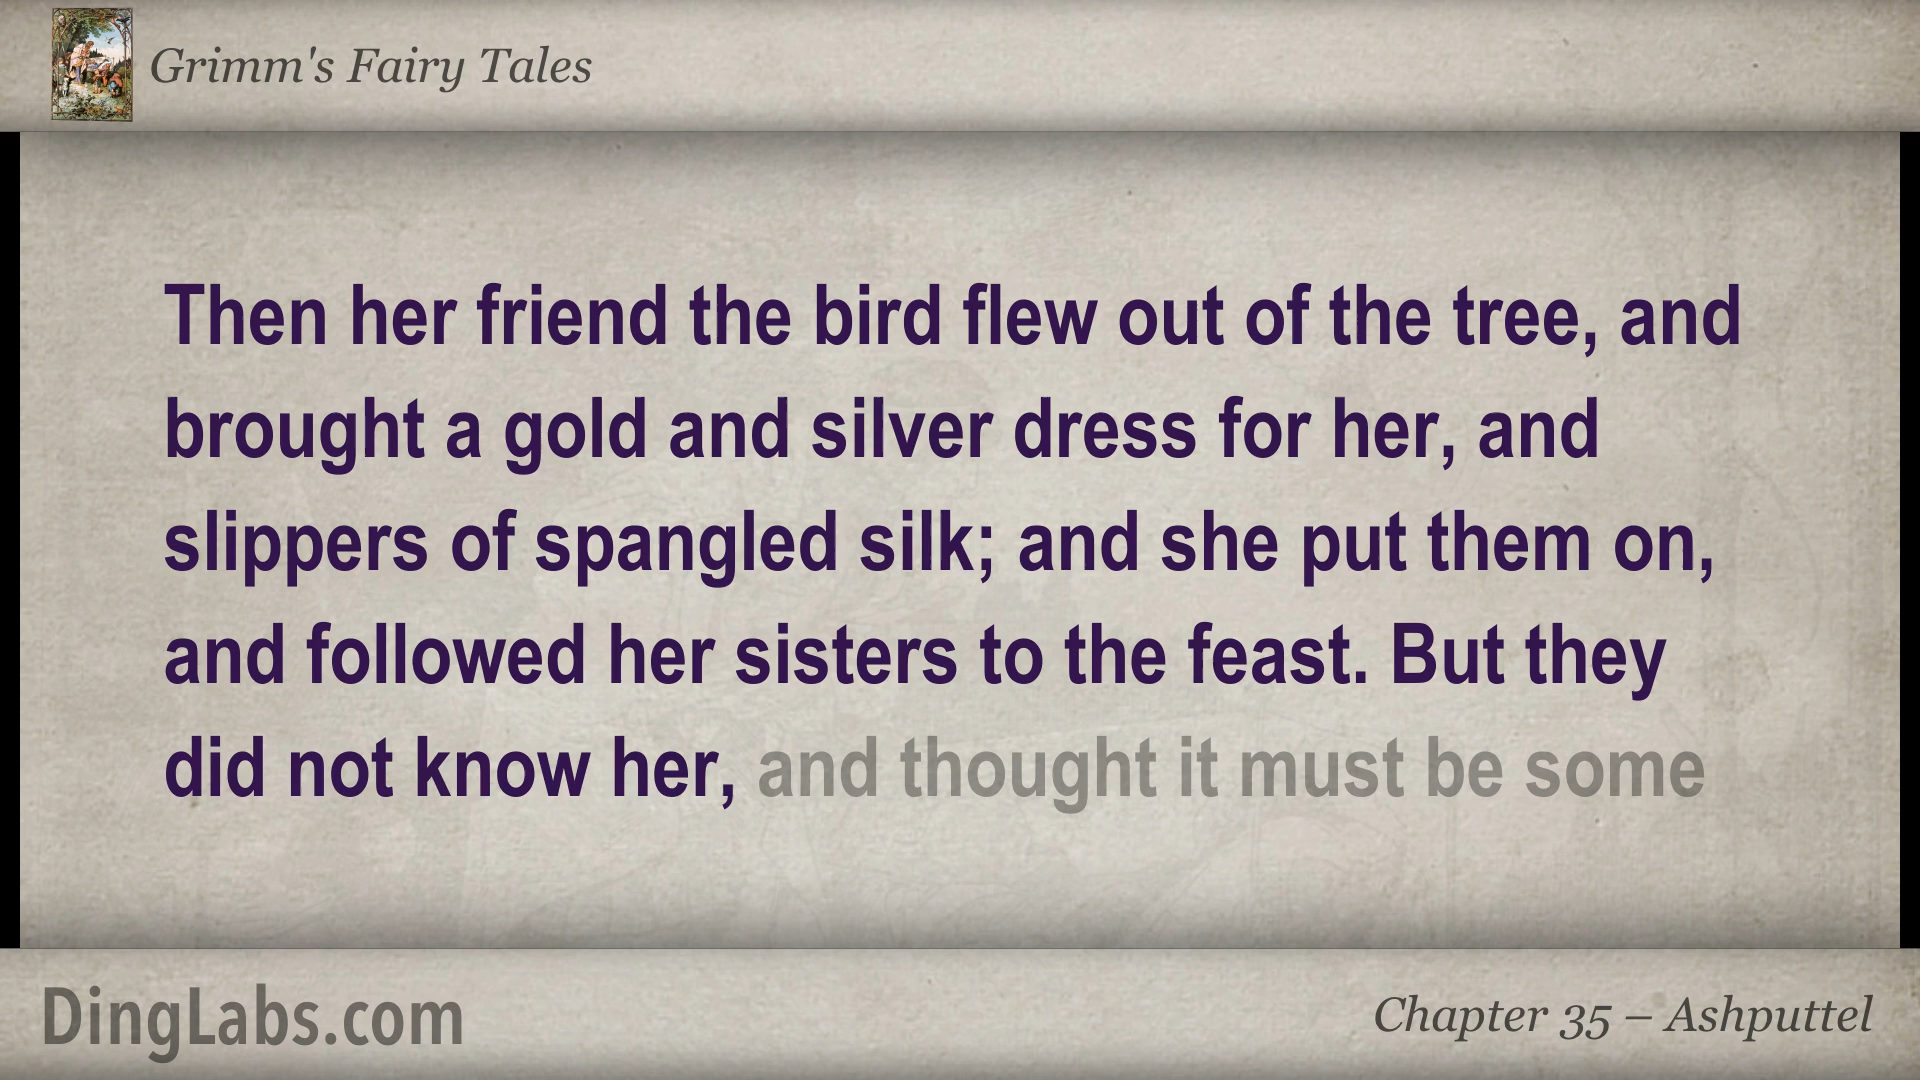 Grimm's Fairy Tales
Then her friend the bird flew out of the tree, and
brought a gold and silver dress for her, and
slippers of spangled silk; and she put them on,
and followed her sisters to the feast. But they
did not know her, and thought it must be some
DingLabs.com
Chapter 35 – Ashputtel